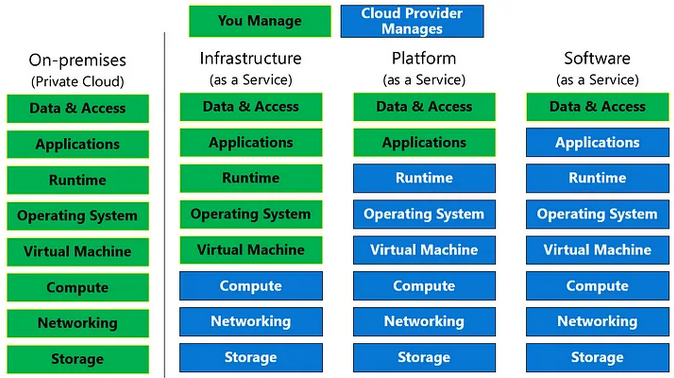 You Manage
Cloud Provider
Manages
On-premises
(Private Cloud)
Infrastructure
(as a Service)
Platform
(as a Service)
Software
(as a Service)
Data & Access
Data & Access
Data & Access
Data & Access
Applications
Applications
Applications
Applications
Runtime
Runtime
Runtime
Runtime
Operating System
Operating System
Operating System
Operating System
Virtual Machine
Virtual Machine
Virtual Machine
Virtual Machine
Compute
Compute
Compute
Compute
Networking
Networking
Networking
Networking
Storage
Storage
Storage
Storage